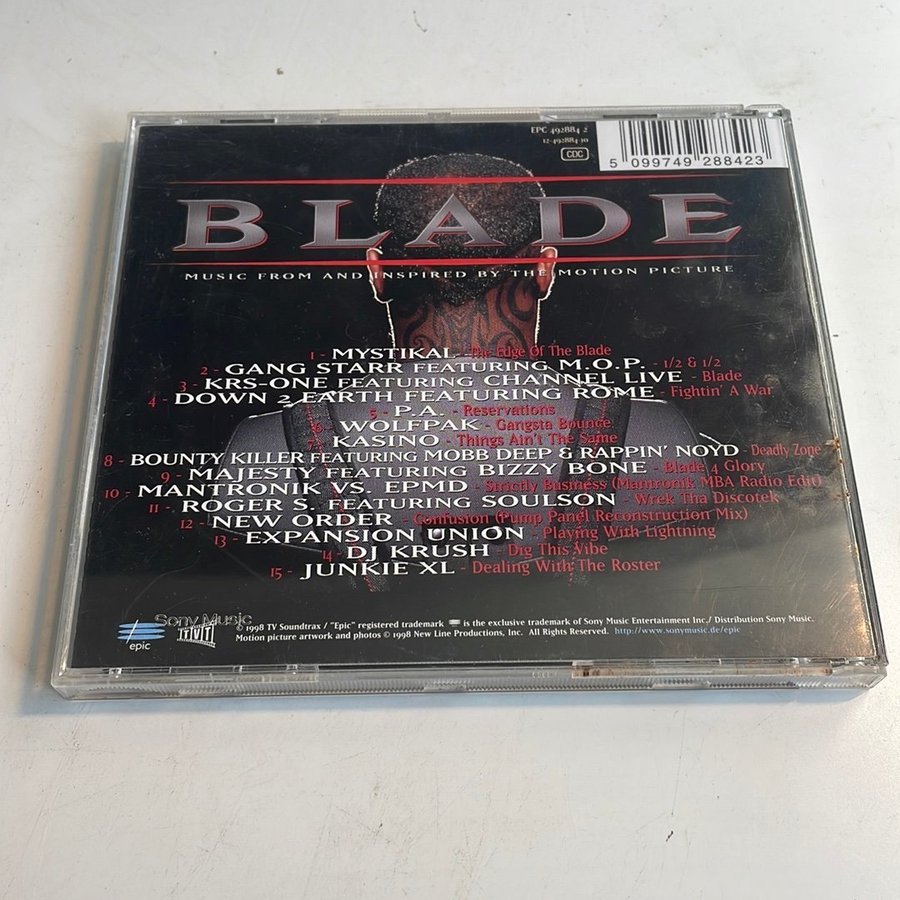 EPC 492884 2
12-492884-10
CDC
5 099749 288423
BLADE
MUSIC FROM AND INSPIRED BY THE MOTION PICTURE
1 - MYSTIKAL - The Edge Of The Blade
2 - GANG STARR FEATURING M.O.P. - 1/2 & 1/2
3 - KRS-ONE FEATURING CHANNEL LIVE - Blade
4 - DOWN 2 EARTH FEATURING ROME - Fightin' A War
5 - P.A. - Reservations
6 - WOLFPAK - Gangsta Bounce
7 - KASINO - Things Ain't The Same
8 - BOUNTY KILLER FEATURING MOBB DEEP & RAPPIN' NOYD - Deadly Zone
9 - MAJESTY FEATURING BIZZY BONE - Blade 4 Glory
10 - MANTRONIK VS. EPMD - Strictly Business (Mantronik MBA Radio Edit)
11 - ROGER S. FEATURING SOULSON - Wrek Tha Discotek
12 - NEW ORDER - Confusion (Pump Panel Reconstruction Mix)
13 - EXPANSION UNION - Playing With Lightning
14 - DJ KRUSH - Dig This Vibe
15 - JUNKIE XL - Dealing With The Roster
epic
Sony Music
TVT
© 1998 TV Soundtrax / "Epic" registered trademark is the exclusive trademark of Sony Music Entertainment Inc./ Distribution Sony Music.
Motion picture artwork and photos © 1998 New Line Productions, Inc. All Rights Reserved. http://www.sonymusic.de/epic